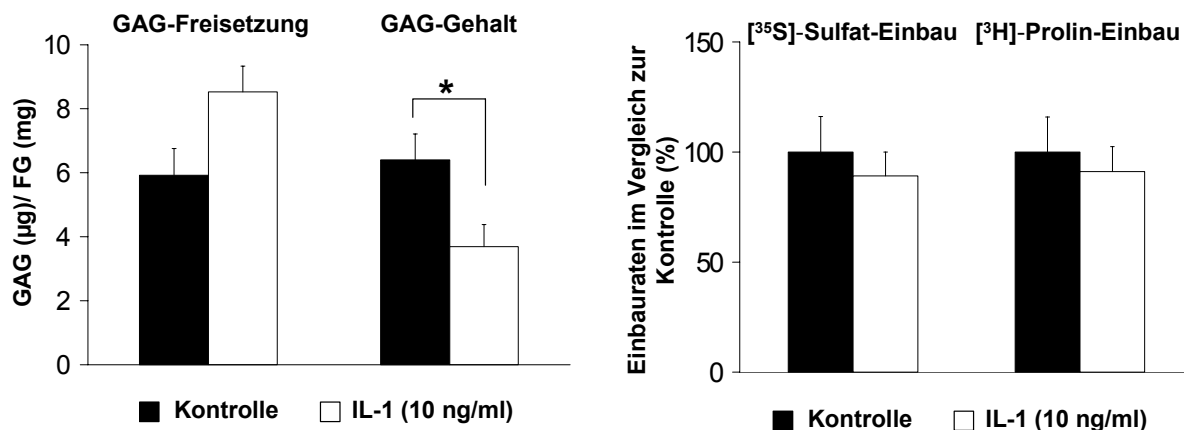 GAG-Freisetzung
GAG-Gehalt
10
8
6
4
2
0
GAG (µg)/ FG (mg)
*
Kontrolle
IL-1 (10 ng/ml)
[³⁵S]-Sulfat-Einbau
[³H]-Prolin-Einbau
150
100
50
0
Einbauraten im Vergleich zur
Kontrolle (%)
Kontrolle
IL-1 (10 ng/ml)